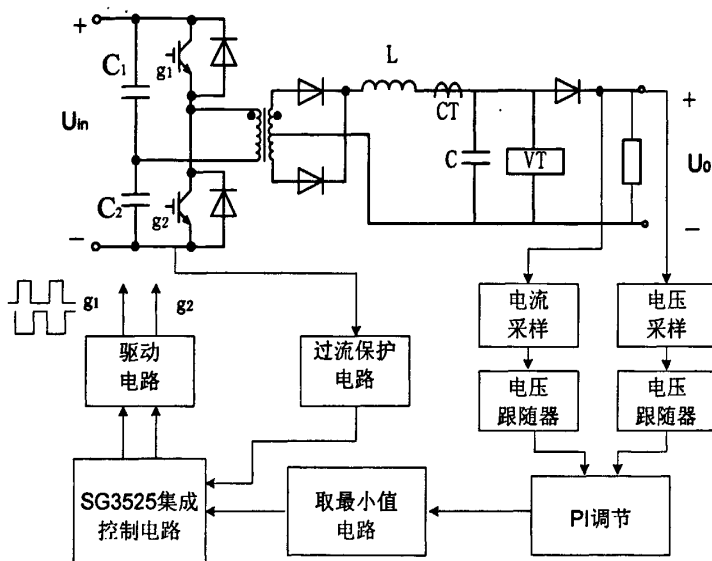 +
C1
g1
Uin
C2
g2
−
L
CT
C
VT
+
U0
−
g1
g2
驱动
电路
过流保护
电路
电流
采样
电压
采样
电压
跟随器
电压
跟随器
SG3525集成
控制电路
取最小值
电路
PI调节